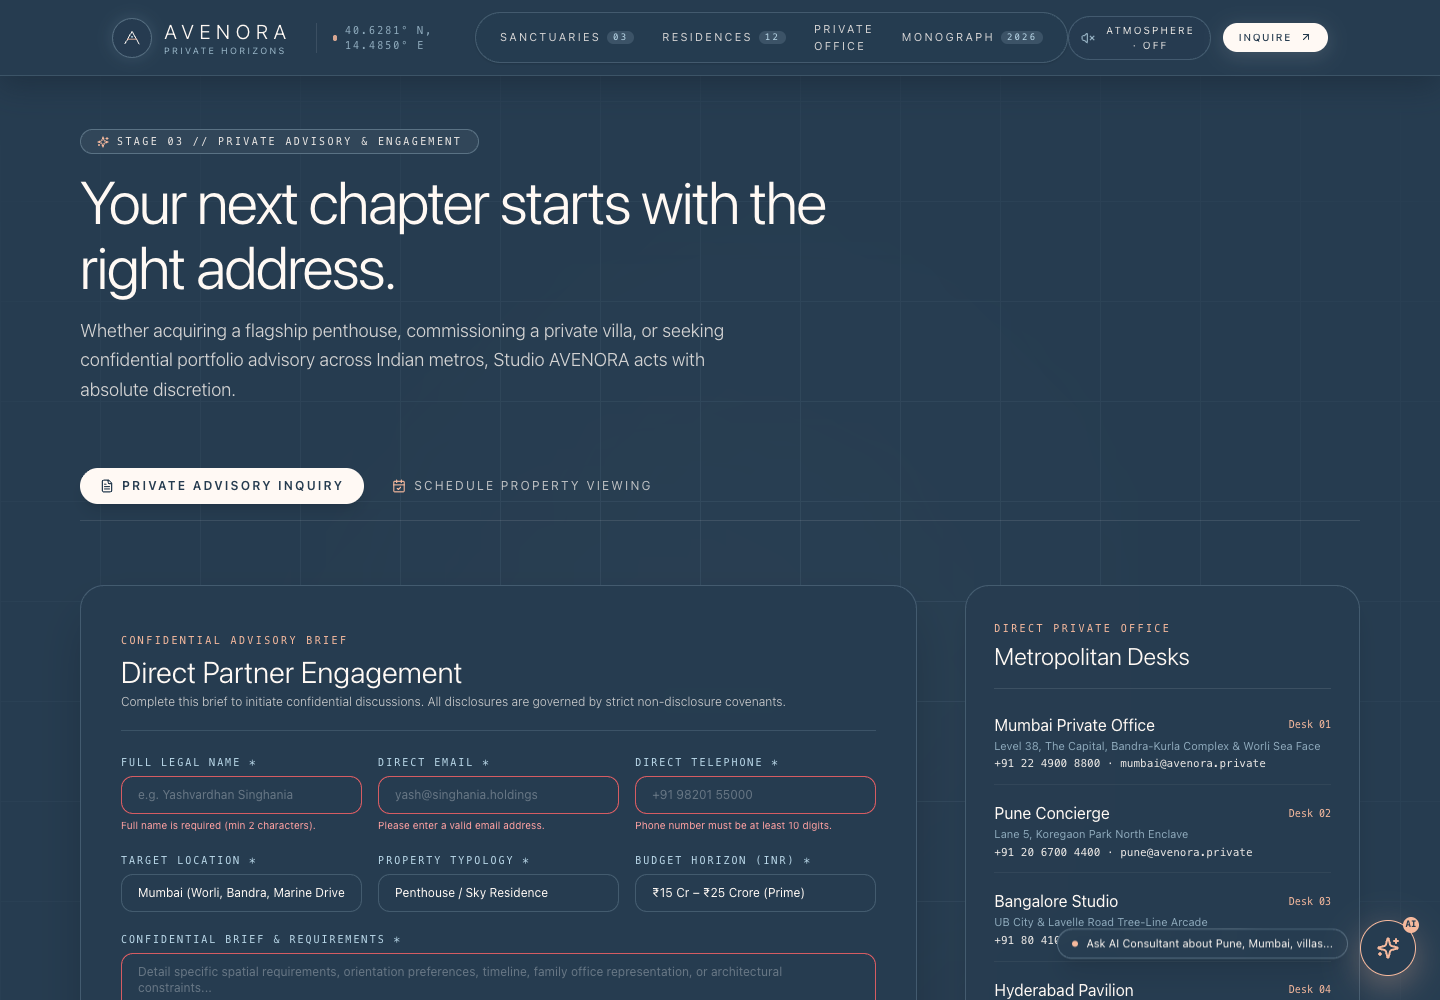 AVENORA
PRIVATE HORIZONS
40.6281° N,
14.4850° E
SANCTUARIES 03
RESIDENCES 12
PRIVATE
OFFICE
MONOGRAPH 2026
ATMOSPHERE
· OFF
INQUIRE
STAGE 03 // PRIVATE ADVISORY & ENGAGEMENT
Your next chapter starts with the
right address.
Whether acquiring a flagship penthouse, commissioning a private villa, or seeking
confidential portfolio advisory across Indian metros, Studio AVENORA acts with
absolute discretion.
PRIVATE ADVISORY INQUIRY
SCHEDULE PROPERTY VIEWING
CONFIDENTIAL ADVISORY BRIEF
Direct Partner Engagement
Complete this brief to initiate confidential discussions. All disclosures are governed by strict non-disclosure covenants.
FULL LEGAL NAME *
e.g. Yashvardhan Singhania
Full name is required (min 2 characters).
DIRECT EMAIL *
yash@singhania.holdings
Please enter a valid email address.
DIRECT TELEPHONE *
+91 98201 55000
Phone number must be at least 10 digits.
TARGET LOCATION *
Mumbai (Worli, Bandra, Marine Drive
PROPERTY TYPOLOGY *
Penthouse / Sky Residence
BUDGET HORIZON (INR) *
₹15 Cr – ₹25 Crore (Prime)
CONFIDENTIAL BRIEF & REQUIREMENTS *
Detail specific spatial requirements, orientation preferences, timeline, family office representation, or architectural
constraints...
DIRECT PRIVATE OFFICE
Metropolitan Desks
Mumbai Private Office
Desk 01
Level 38, The Capital, Bandra-Kurla Complex & Worli Sea Face
+91 22 4900 8800 · mumbai@avenora.private
Pune Concierge
Desk 02
Lane 5, Koregaon Park North Enclave
+91 20 6700 4400 · pune@avenora.private
Bangalore Studio
Desk 03
UB City & Lavelle Road Tree-Line Arcade
+91 80 410
Ask AI Consultant about Pune, Mumbai, villas...
AI
Hyderabad Pavilion
Desk 04